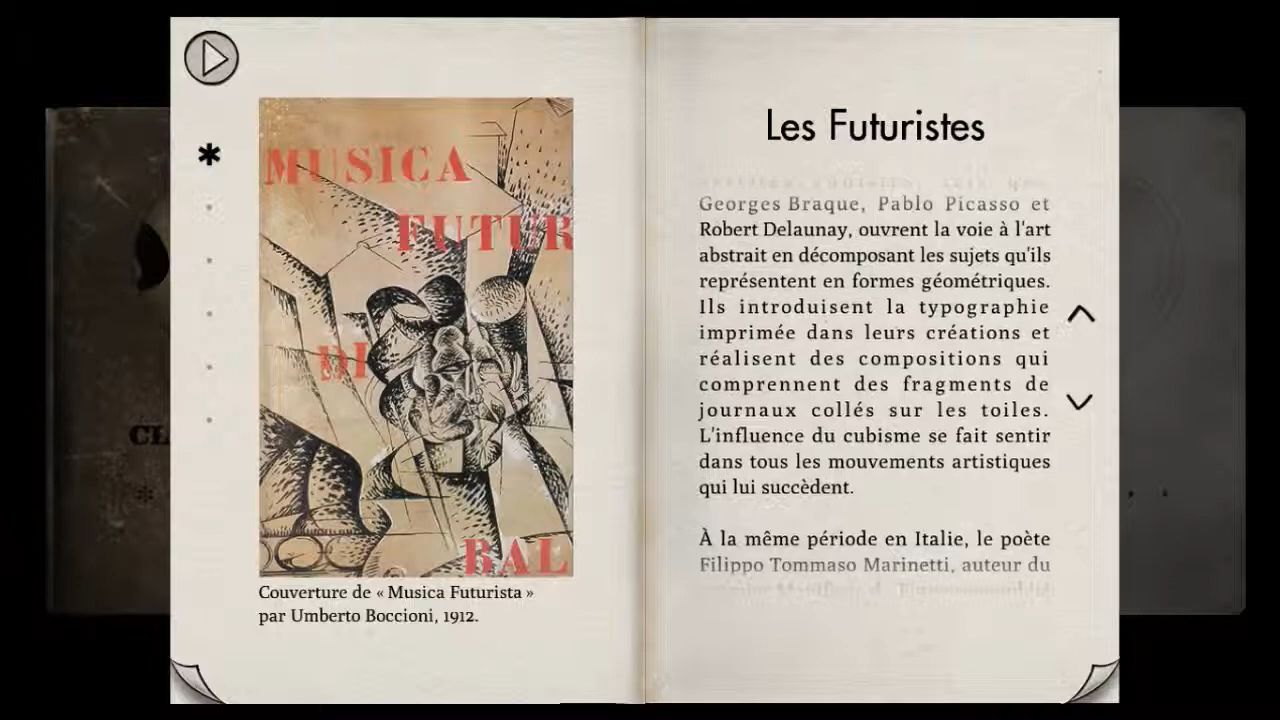 MUSICA
FUTUR
DI
BAL
Couverture de « Musica Futurista »
par Umberto Boccioni, 1912.
Les Futuristes
Georges Braque, Pablo Picasso et
Robert Delaunay, ouvrent la voie à l'art
abstrait en décomposant les sujets qu'ils
représentent en formes géométriques.
Ils introduisent la typographie
imprimée dans leurs créations et
réalisent des compositions qui
comprennent des fragments de
journaux collés sur les toiles.
L'influence du cubisme se fait sentir
dans tous les mouvements artistiques
qui lui succèdent.
À la même période en Italie, le poète
Filippo Tommaso Marinetti, auteur du
CL